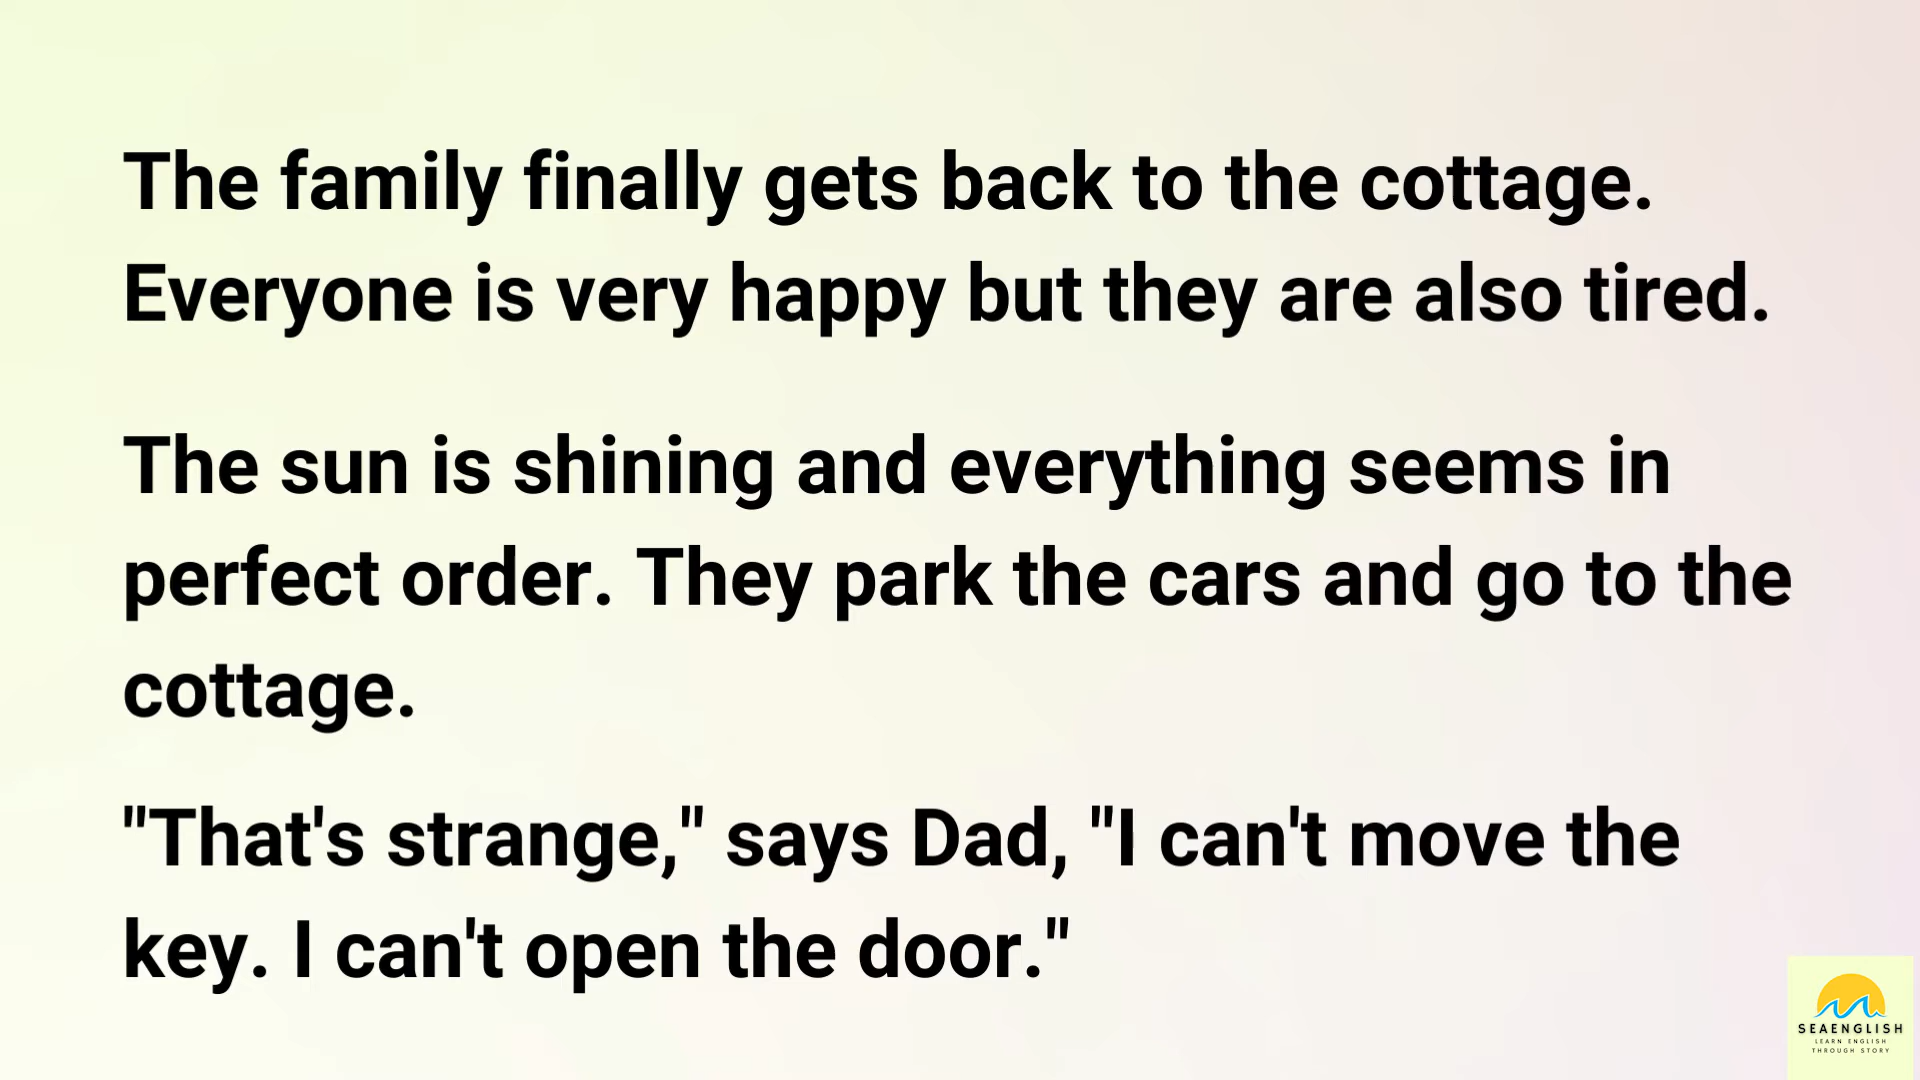 The family finally gets back to the cottage.
Everyone is very happy but they are also tired.
The sun is shining and everything seems in
perfect order. They park the cars and go to the
cottage.
"That's strange," says Dad, "I can't move the
key. I can't open the door."
SEAENGLISH
LEARN ENGLISH
THROUGH STORY